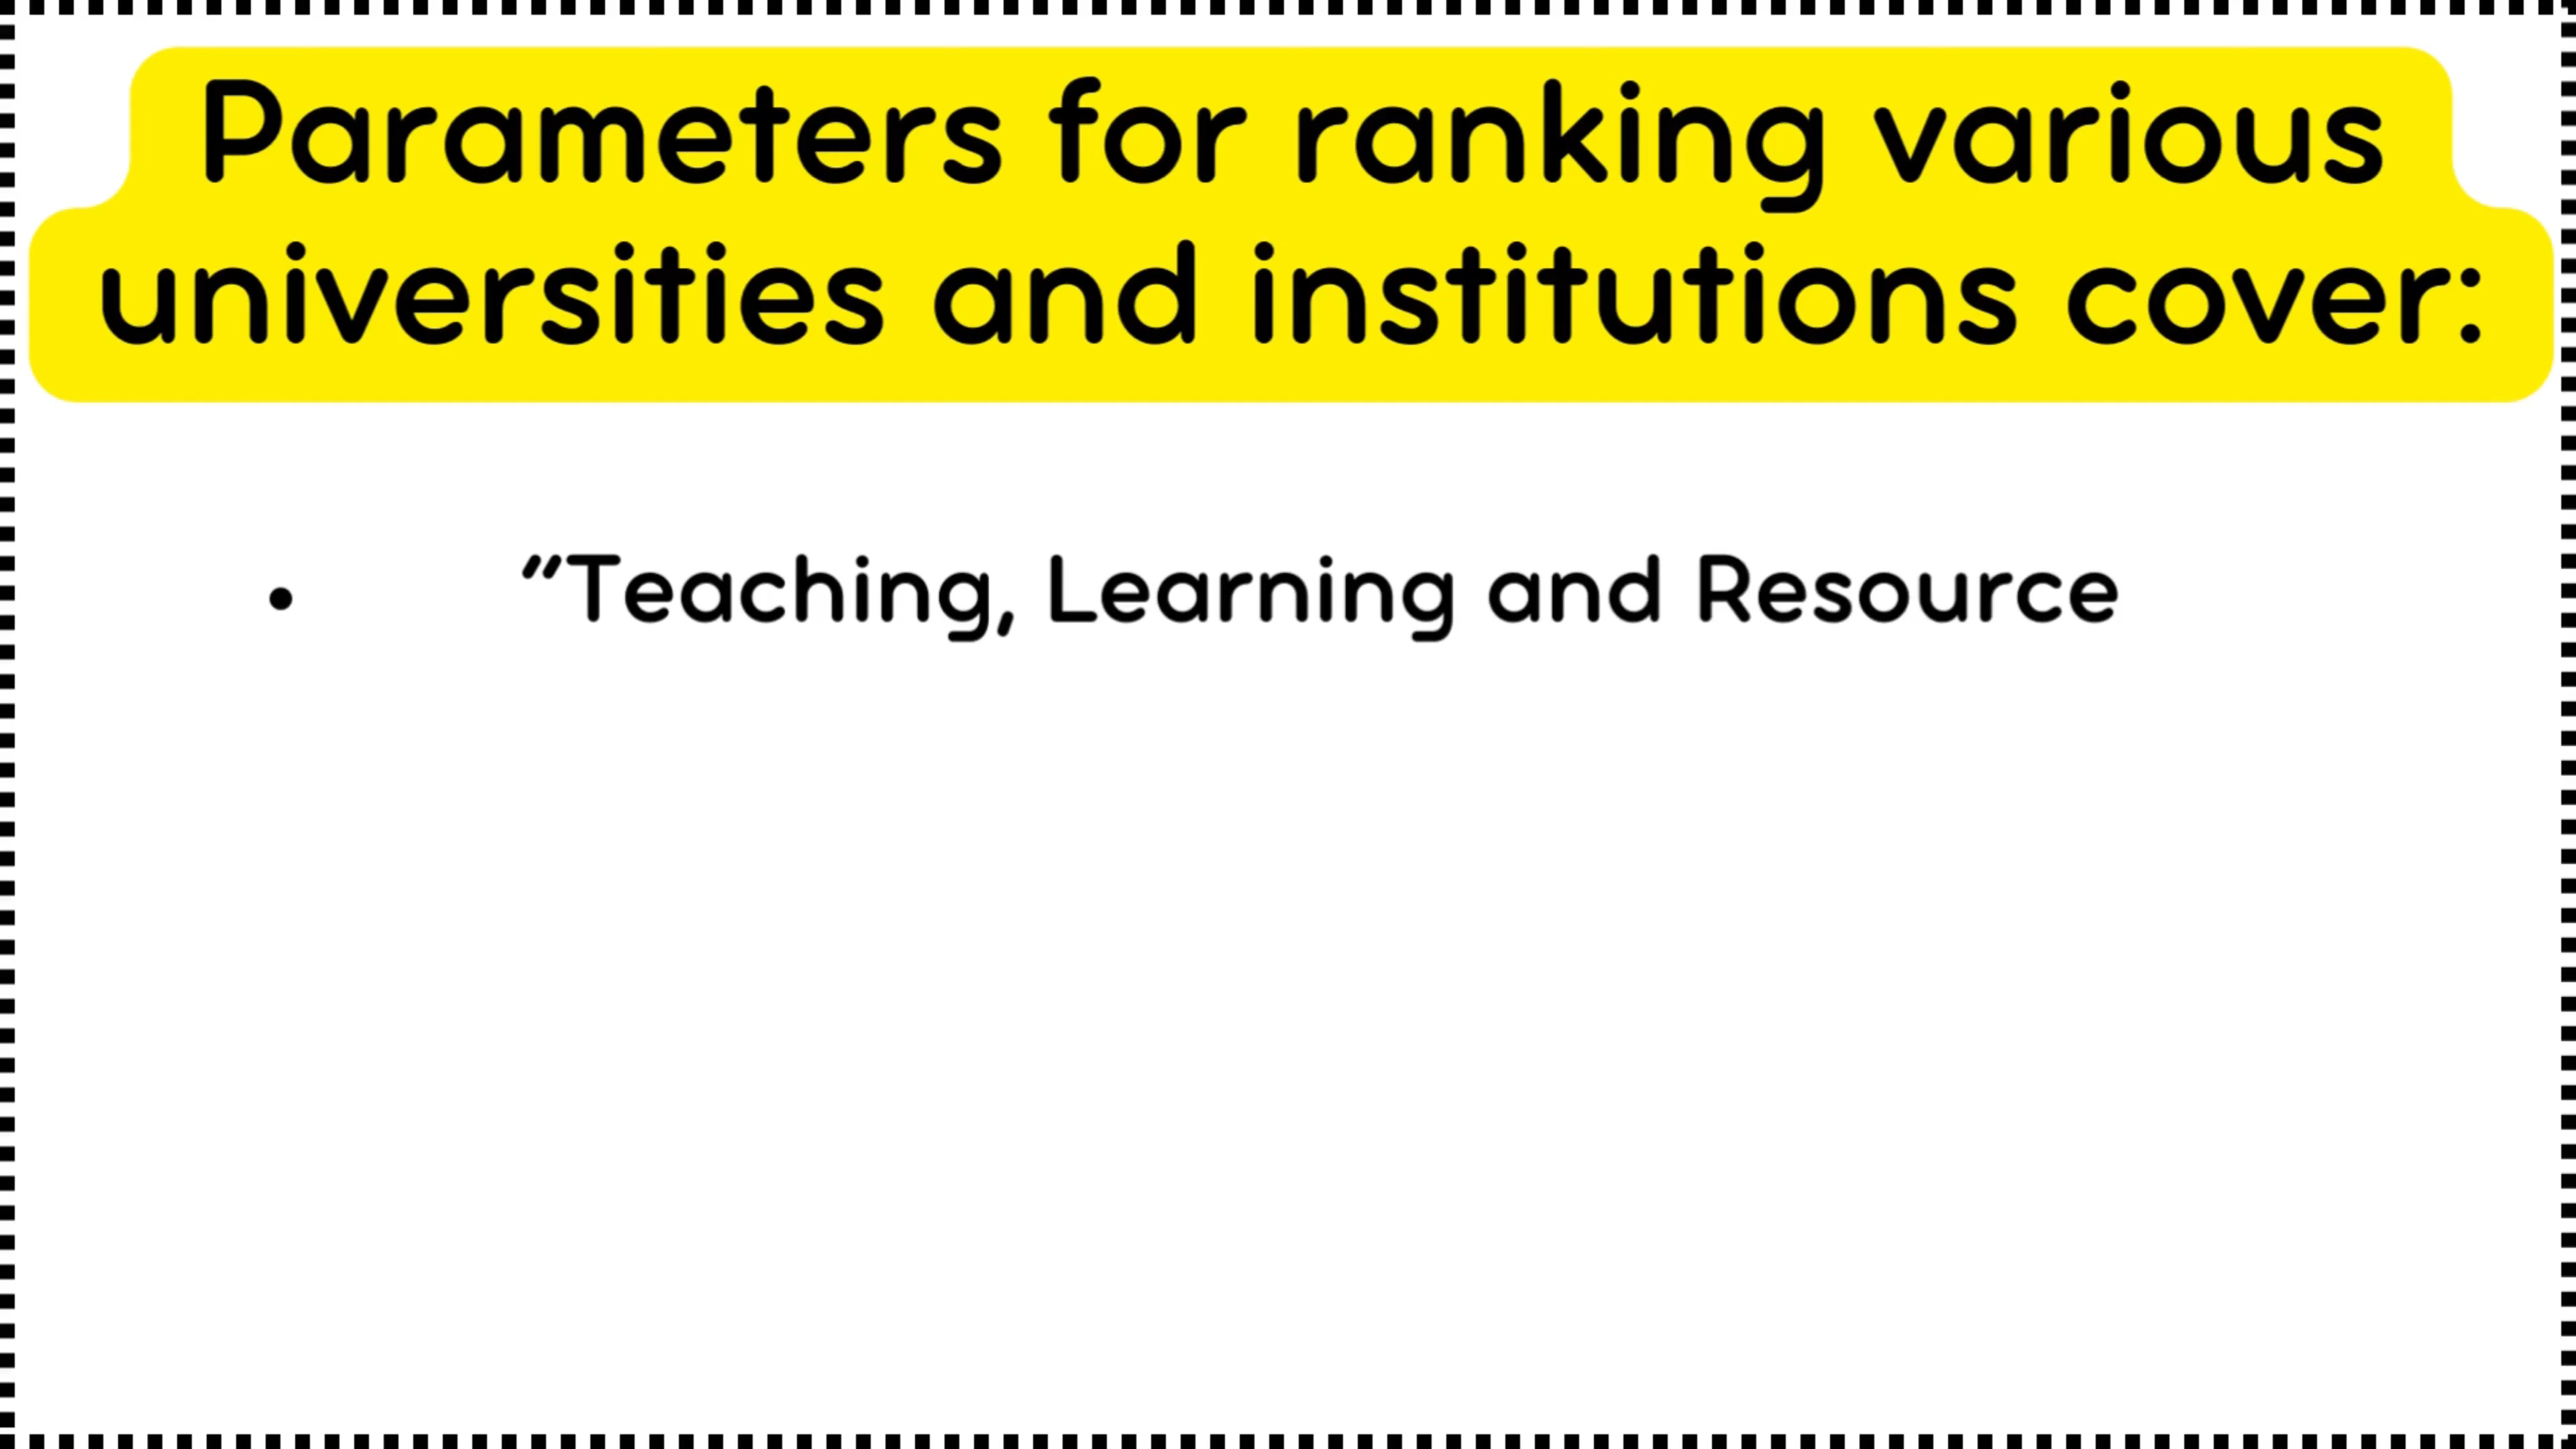 Parameters for ranking various
universities and institutions cover:
• "Teaching, Learning and Resource